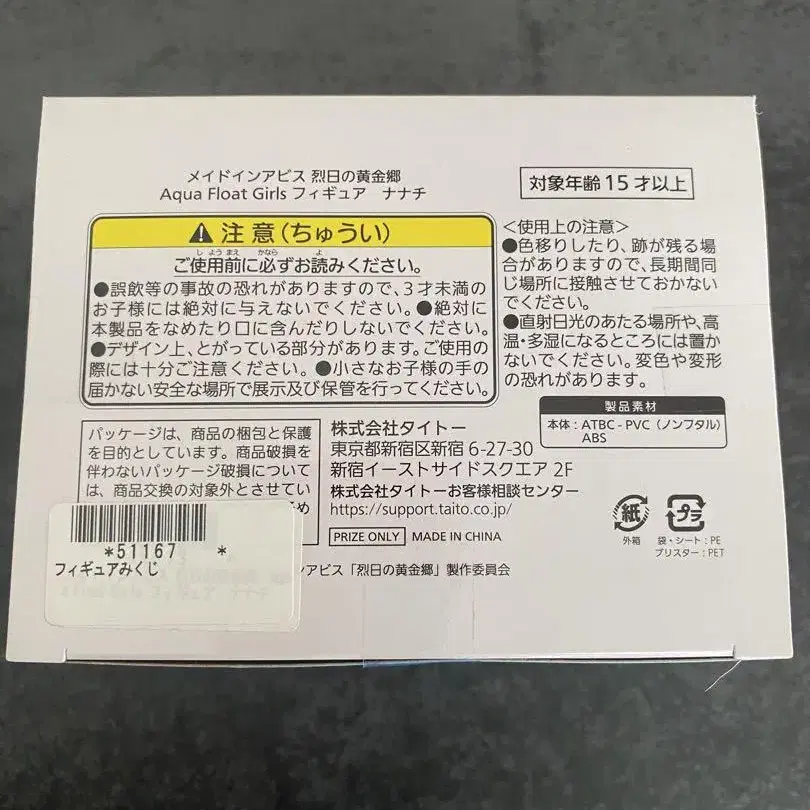 メイドインアビス 烈日の黄金郷
Aqua Float Girls フィギュア ナナチ
対象年齢 15 才以上
注 意 (ちゅうい)
ご使用前に必ずお読みください。
●誤飲等の事故の恐れがありますので、3才未満の
お子様には絶対に与えないでください。●絶対に
本製品をなめたり口に含んだりしないでください。
●デザイン上、とがっている部分があります。ご使用の
際には十分ご注意ください。●小さなお子様の手の
届かない安全な場所で展示及び保管を行ってください。
<使用上の注意>
●色移りしたり、跡が残る場
合がありますので、長期間同
じ場所に接触させておかない
でください。
●直射日光のあたる場所や、高
温・多湿になるところには置か
ないでください。変色や変形
の恐れがあります。
製品素材
本体 : ATBC - PVC (ノンフタル)
ABS
パッケージは、商品の梱包と保護
を目的としています。商品破損を
伴わないパッケージ破損について
は、商品交換の対象外とさせてい
株式会社タイトー
東京都新宿区新宿 6-27-30
新宿イーストサイドスクエア 2F
株式会社タイトーお客様相談センター
https://support.taito.co.jp/
PRIZE ONLY MADE IN CHINA
紙
外箱
プラ
袋・シート : PE
ブリスター : PET
*51167 *
フィギュアみくじ
インアビス「烈日の黄金郷」製作委員会